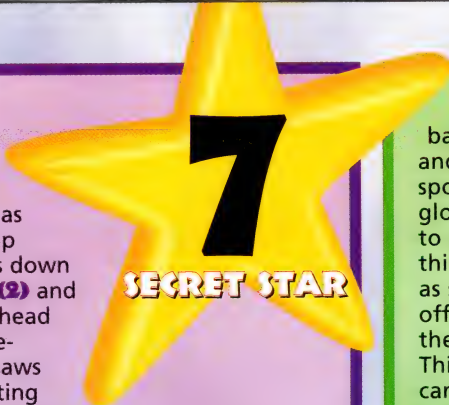 7
SECRET STAR
as
p
s down
(2) and
head
e-
aws
ting
ba
and
spo
glo
to
thi
as
off
the
Thi
car